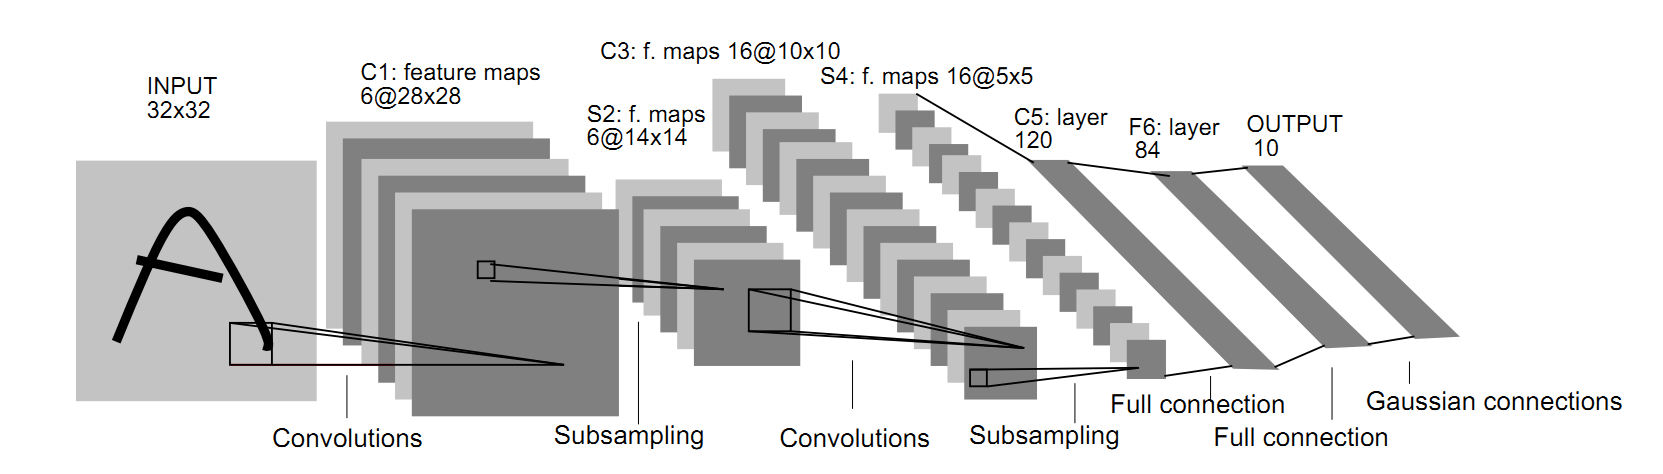 INPUT
32x32
C1: feature maps
6@28x28
S2: f. maps
6@14x14
C3: f. maps 16@10x10
S4: f. maps 16@5x5
C5: layer
120
F6: layer
84
OUTPUT
10
Convolutions
Subsampling
Convolutions
Subsampling
Full connection
Full connection
Gaussian connections